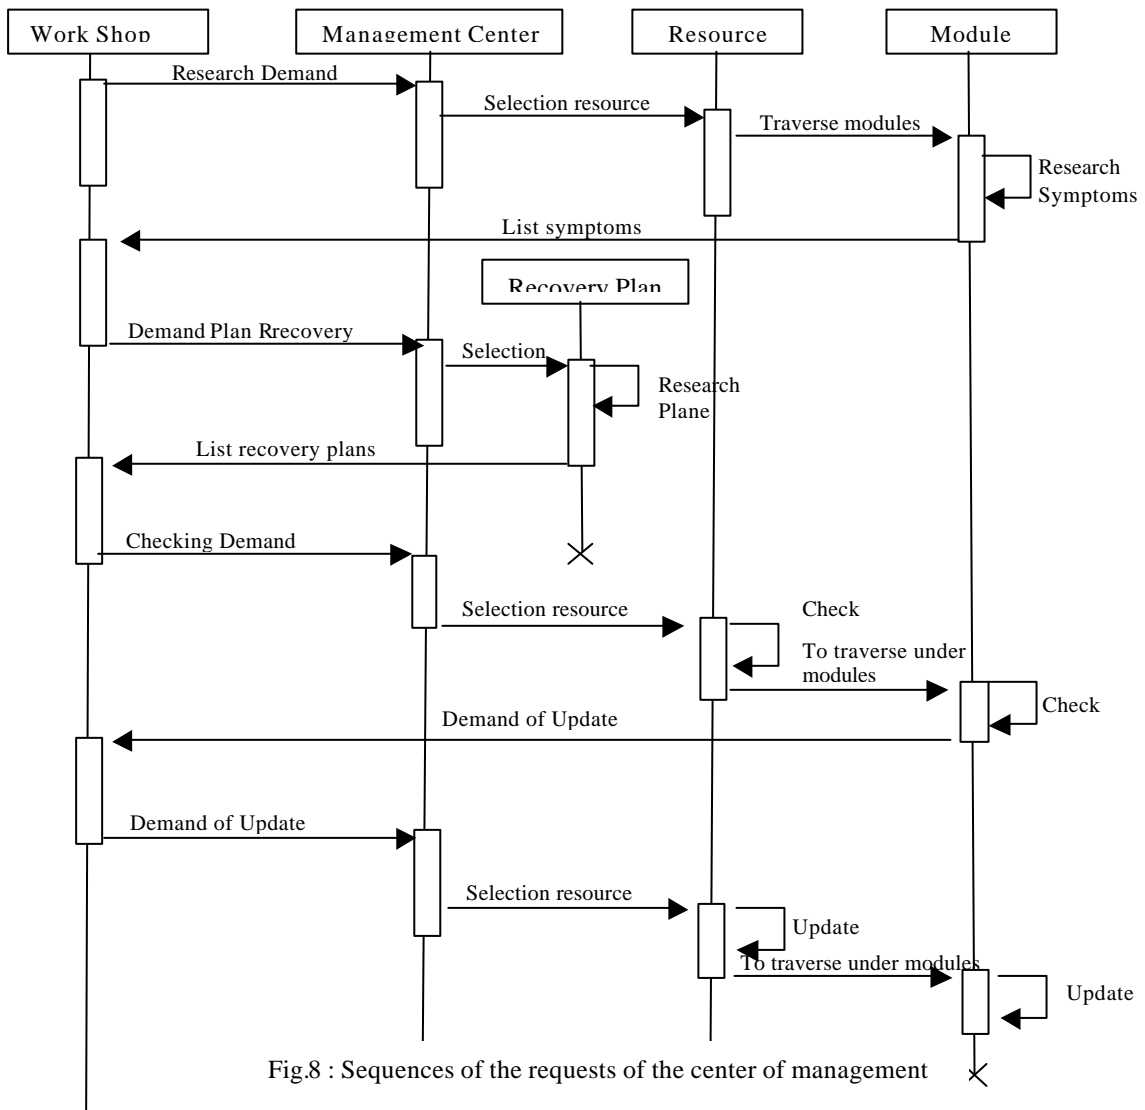 Work Shop
Management Center
Resource
Module
Research Demand
Selection resource
Traverse modules
Research
Symptoms
List symptoms
Recovery Plan
Demand Plan Rrecovery
Selection
Research
Plane
List recovery plans
Checking Demand
Selection resource
Check
To traverse under
modules
Check
Demand of Update
Demand of Update
Selection resource
Update
To traverse under modules
Update
Fig.8 : Sequences of the requests of the center of management